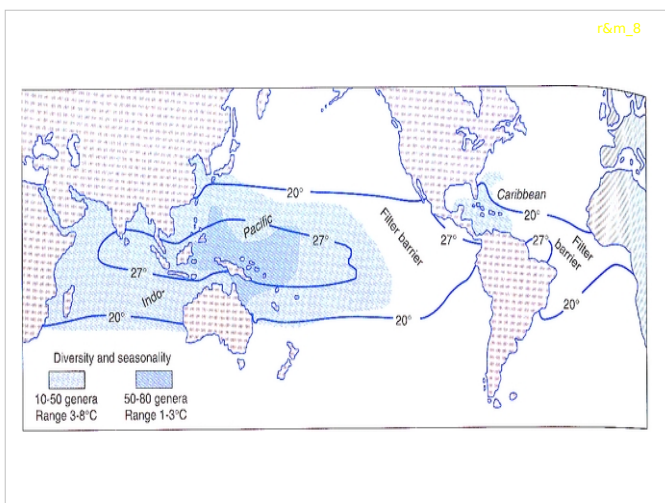 r&m_8
20°
Caribbean
20°
Pacific
27°
Filter barrier
27°
27°
Filter
barrier
27°
Indo-
20°
20°
20°
Diversity and seasonality
10-50 genera
Range 3-8°C
50-80 genera
Range 1-3°C